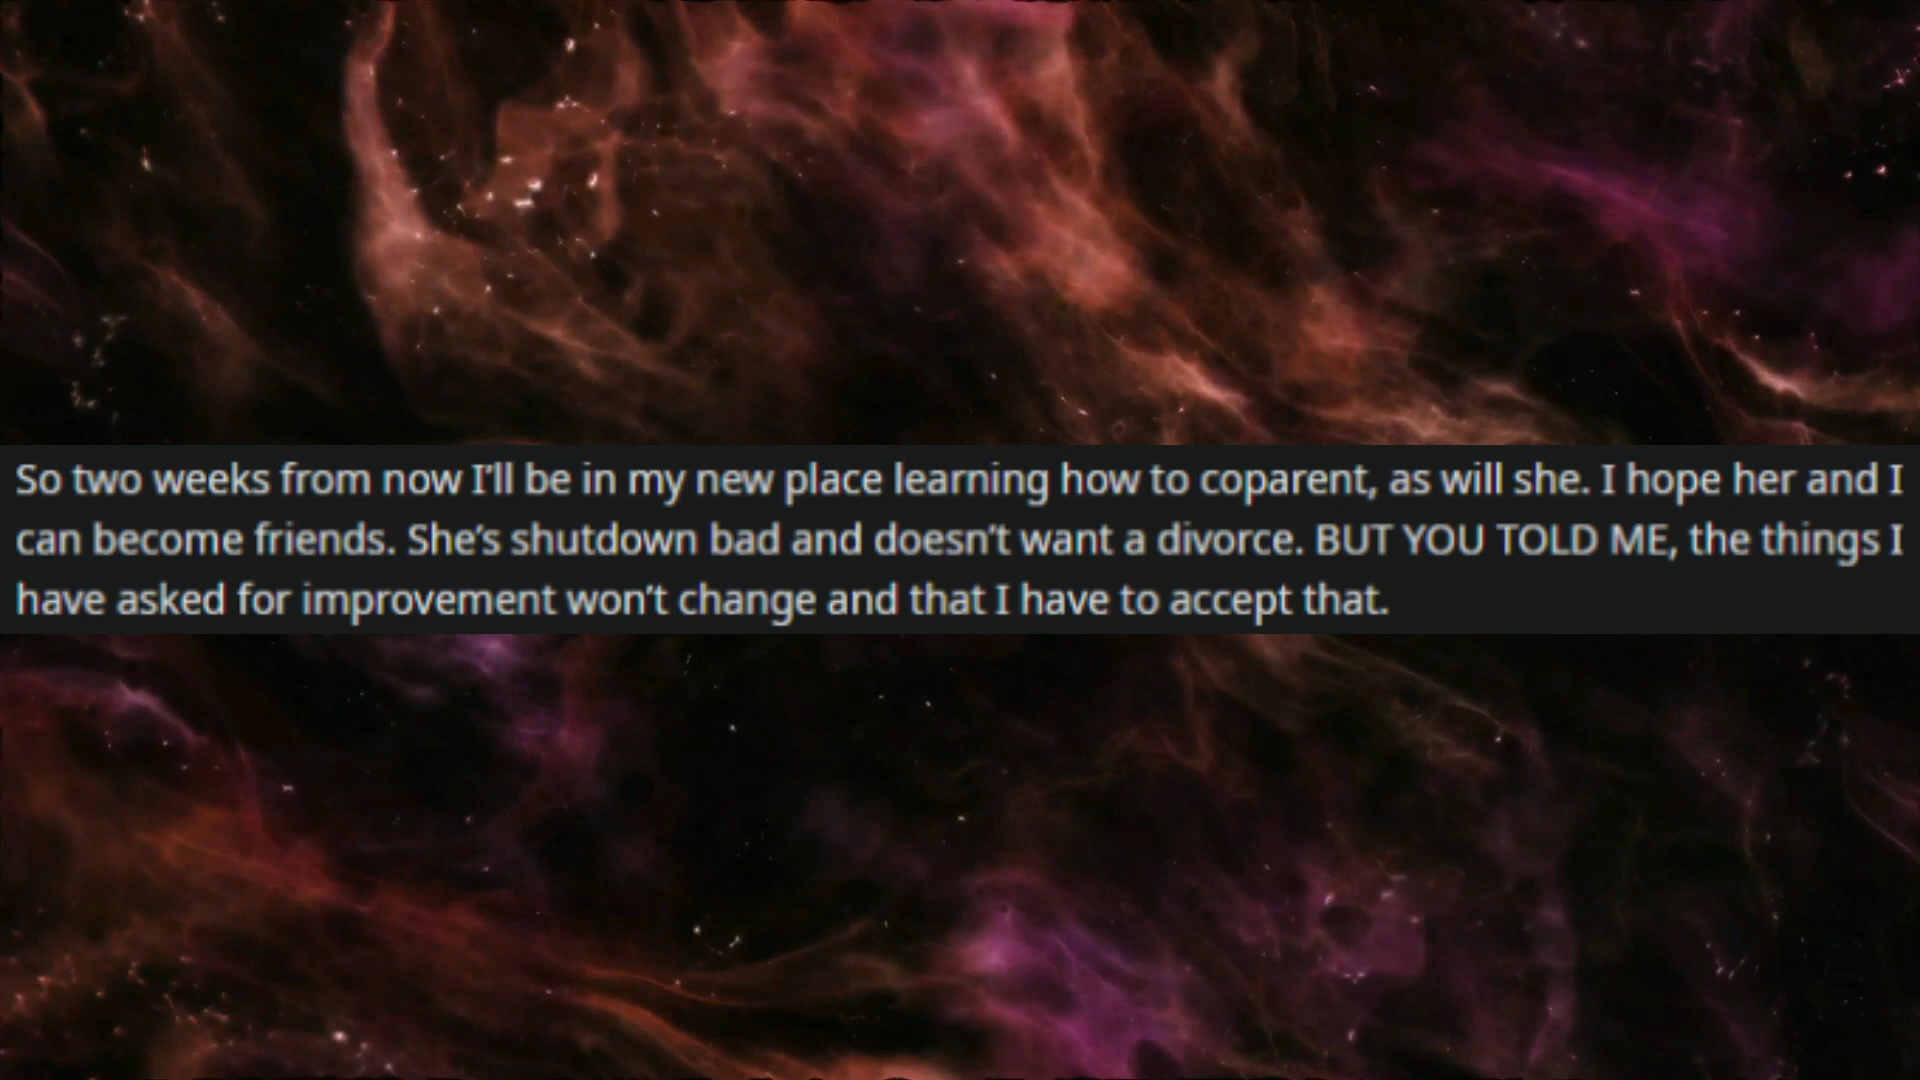 So two weeks from now I’ll be in my new place learning how to coparent, as will she. I hope her and I
can become friends. She’s shutdown bad and doesn’t want a divorce. BUT YOU TOLD ME, the things I
have asked for improvement won’t change and that I have to accept that.